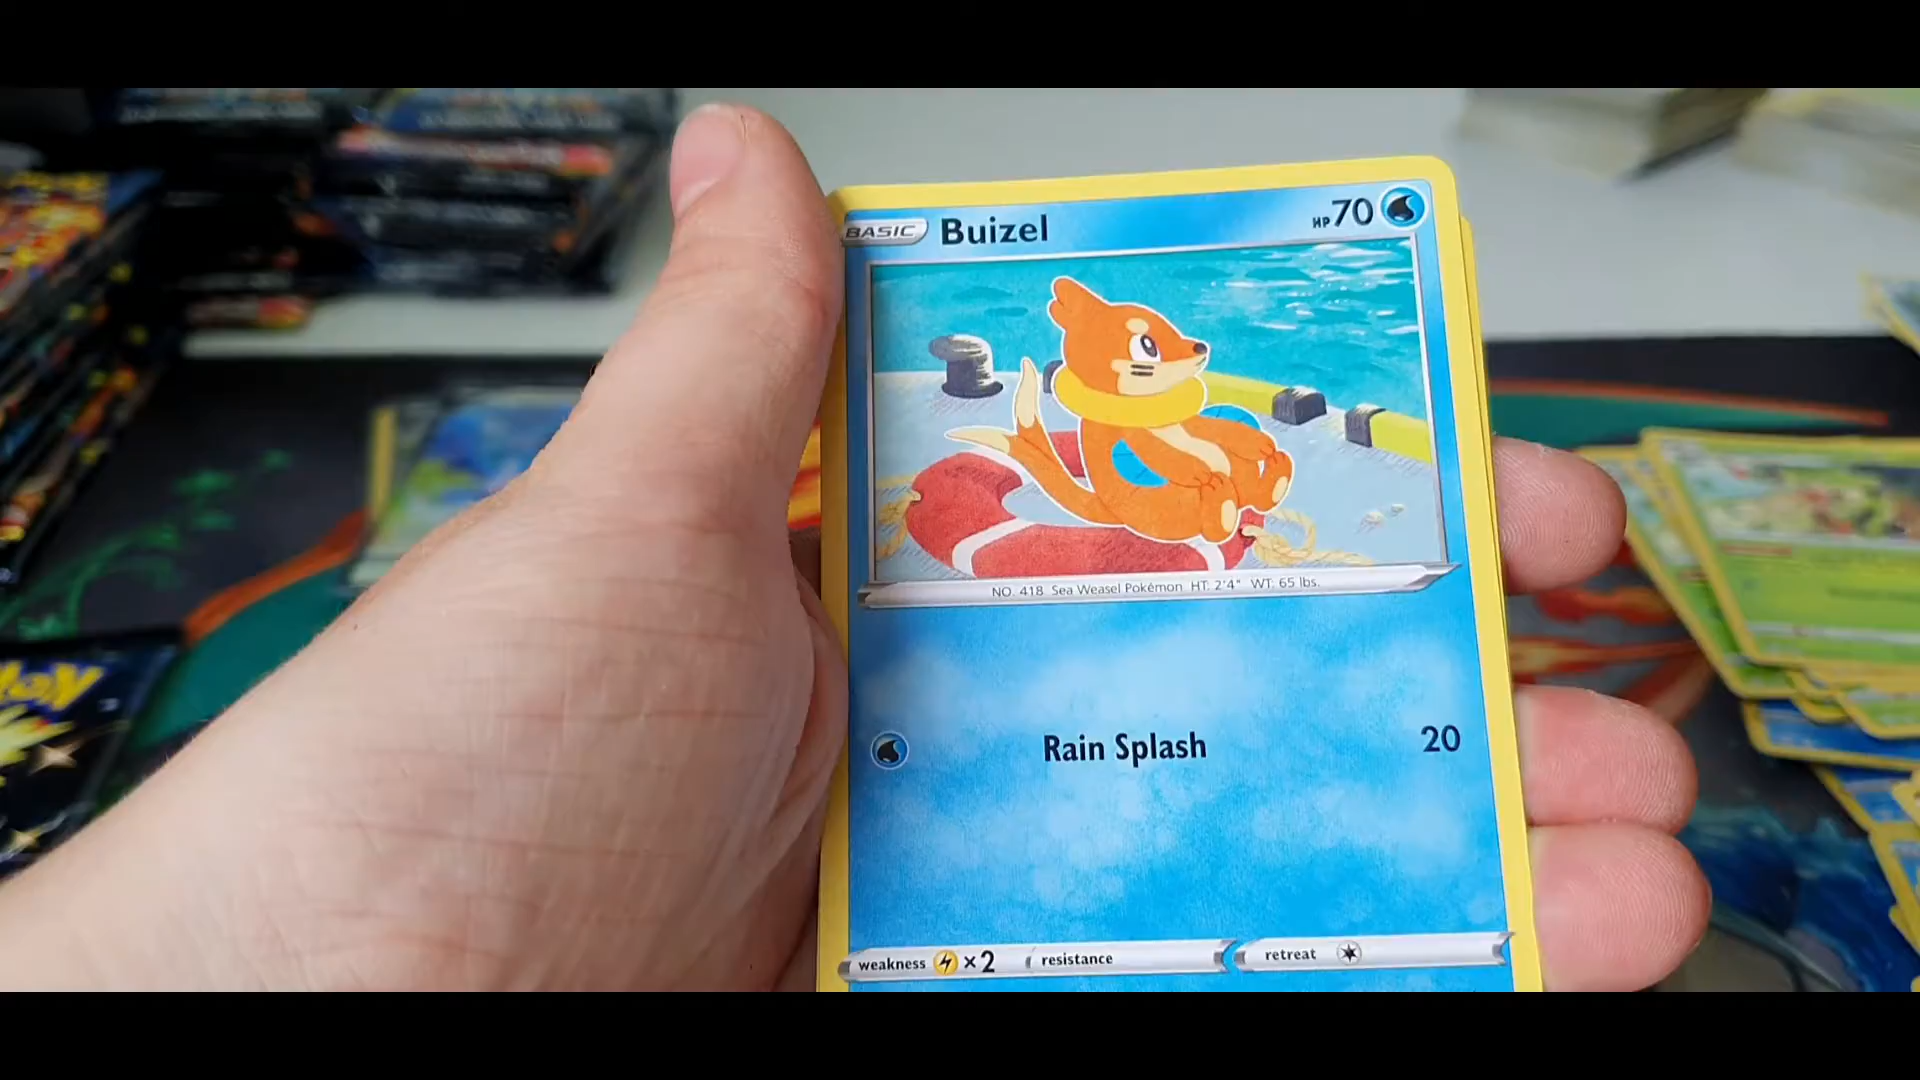 BASIC Buizel HP 70
NO. 418 Sea Weasel Pokémon HT: 2'4" WT: 65 lbs.
Rain Splash 20
weakness ×2 resistance retreat